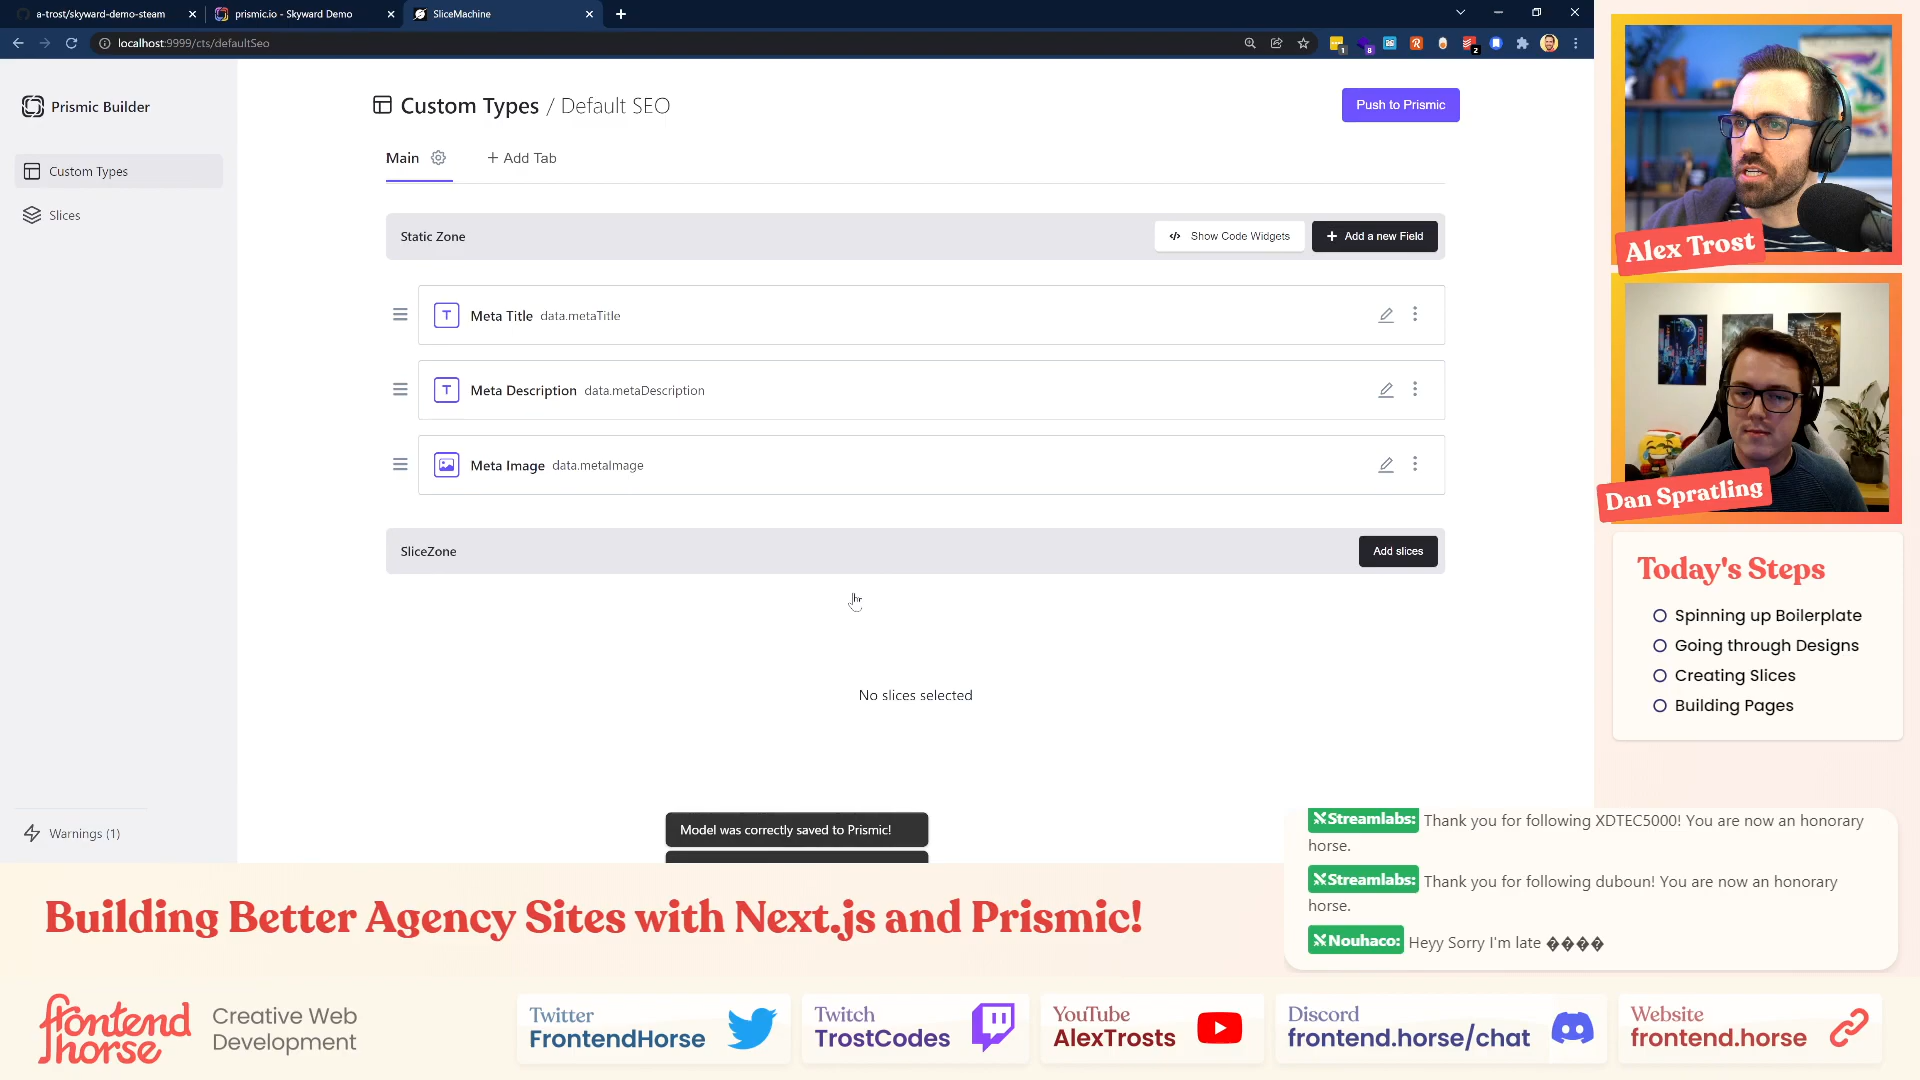 a-trost/skyward-demo-steam
prismic.io - Skyward Demo
SliceMachine
localhost:9999/cts/defaultSeo
1
8
2
Prismic Builder
Custom Types
Slices
Warnings (1)
Custom Types / Default SEO
Push to Prismic
Main
+ Add Tab
Static Zone
</> Show Code Widgets
+ Add a new Field
T Meta Title data.metaTitle
T Meta Description data.metaDescription
Meta Image data.metaImage
SliceZone
Add slices
No slices selected
Model was correctly saved to Prismic!
Alex Trost
Dan Spratling
Today's Steps
Spinning up Boilerplate
Going through Designs
Creating Slices
Building Pages
Streamlabs: Thank you for following XDTEC5000! You are now an honorary
horse.
Streamlabs: Thank you for following duboun! You are now an honorary
horse.
Nouhaco: Heyy Sorry I'm late ����
Building Better Agency Sites with Next.js and Prismic!
frontend
horse
Creative Web
Development
Twitter
FrontendHorse
Twitch
TrostCodes
YouTube
AlexTrosts
Discord
frontend.horse/chat
Website
frontend.horse